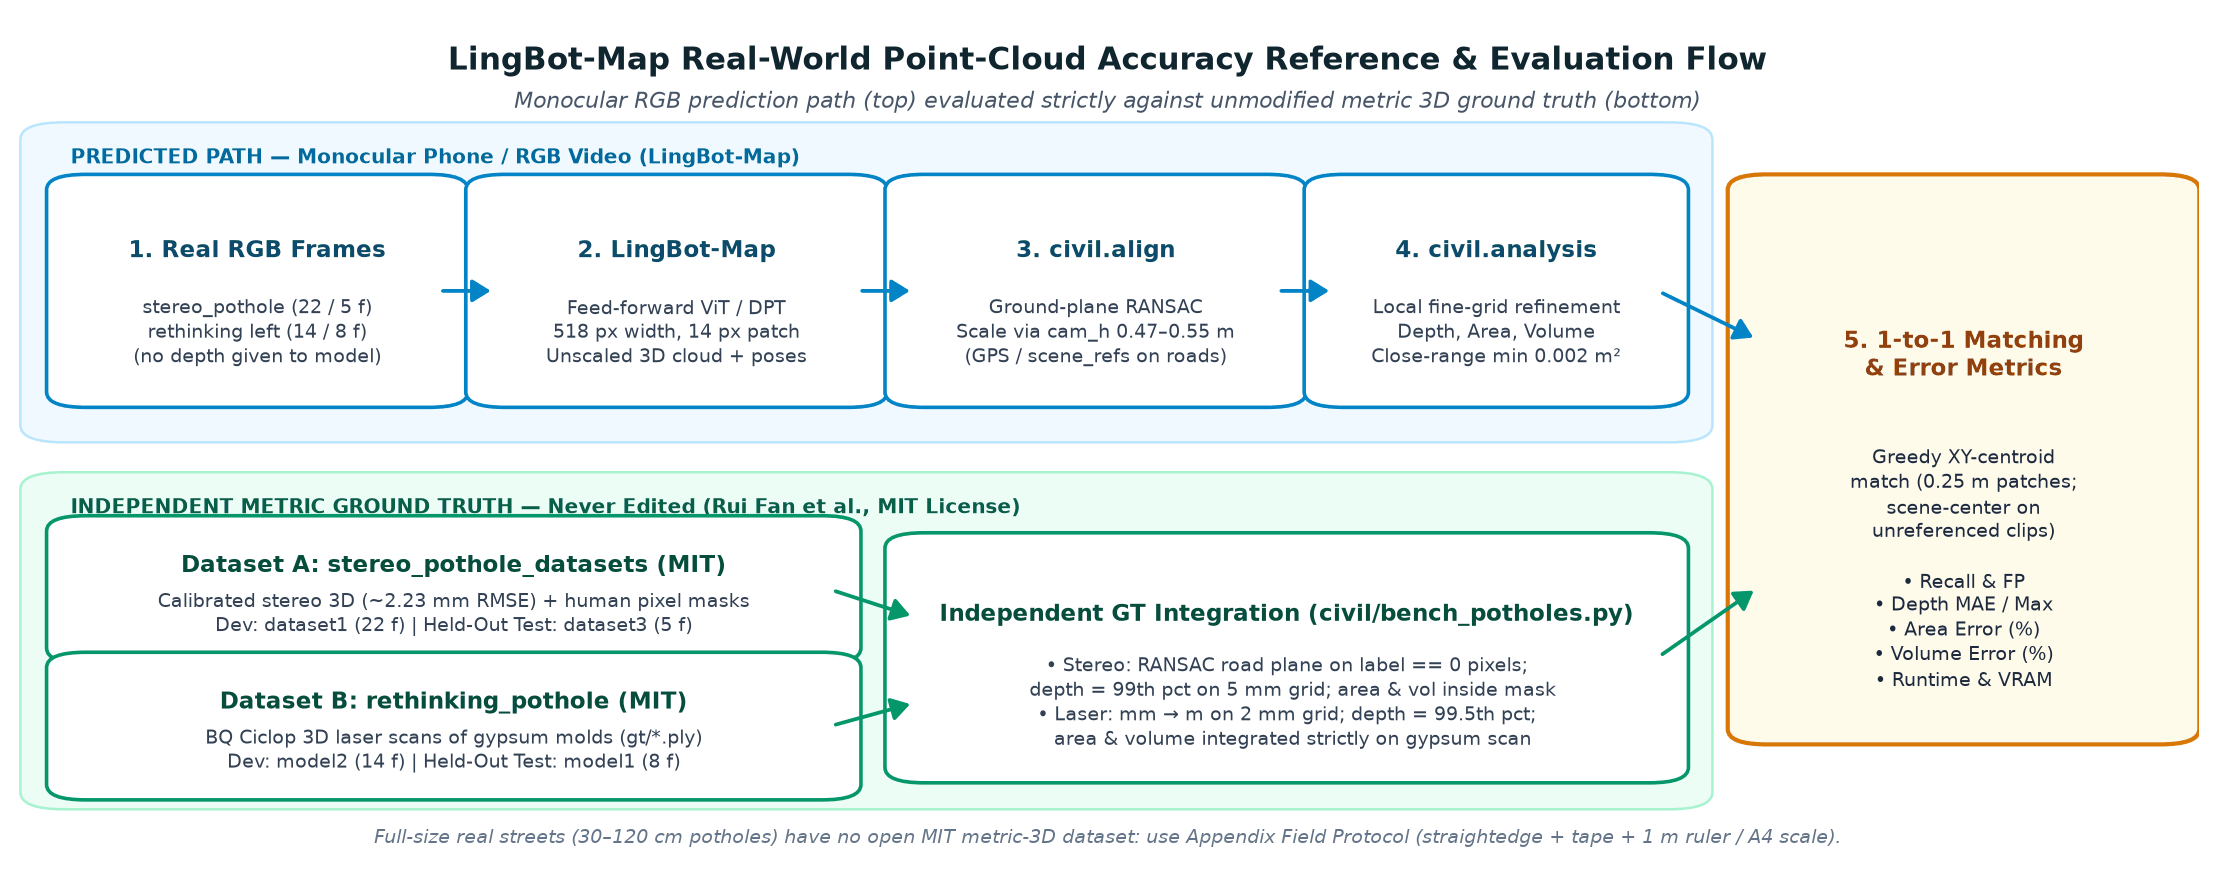 LingBot-Map Real-World Point-Cloud Accuracy Reference & Evaluation Flow
Monocular RGB prediction path (top) evaluated strictly against unmodified metric 3D ground truth (bottom)
PREDICTED PATH — Monocular Phone / RGB Video (LingBot-Map)
1. Real RGB Frames
stereo_pothole (22 / 5 f)
rethinking left (14 / 8 f)
(no depth given to model)
2. LingBot-Map
Feed-forward ViT / DPT
518 px width, 14 px patch
Unscaled 3D cloud + poses
3. civil.align
Ground-plane RANSAC
Scale via cam_h 0.47–0.55 m
(GPS / scene_refs on roads)
4. civil.analysis
Local fine-grid refinement
Depth, Area, Volume
Close-range min 0.002 m²
5. 1-to-1 Matching
& Error Metrics
Greedy XY-centroid
match (0.25 m patches;
scene-center on
unreferenced clips)
• Recall & FP
• Depth MAE / Max
• Area Error (%)
• Volume Error (%)
• Runtime & VRAM
INDEPENDENT METRIC GROUND TRUTH — Never Edited (Rui Fan et al., MIT License)
Dataset A: stereo_pothole_datasets (MIT)
Calibrated stereo 3D (~2.23 mm RMSE) + human pixel masks
Dev: dataset1 (22 f) | Held-Out Test: dataset3 (5 f)
Dataset B: rethinking_pothole (MIT)
BQ Ciclop 3D laser scans of gypsum molds (gt/*.ply)
Dev: model2 (14 f) | Held-Out Test: model1 (8 f)
Independent GT Integration (civil/bench_potholes.py)
• Stereo: RANSAC road plane on label == 0 pixels;
depth = 99th pct on 5 mm grid; area & vol inside mask
• Laser: mm → m on 2 mm grid; depth = 99.5th pct;
area & volume integrated strictly on gypsum scan
Full-size real streets (30–120 cm potholes) have no open MIT metric-3D dataset: use Appendix Field Protocol (straightedge + tape + 1 m ruler / A4 scale).